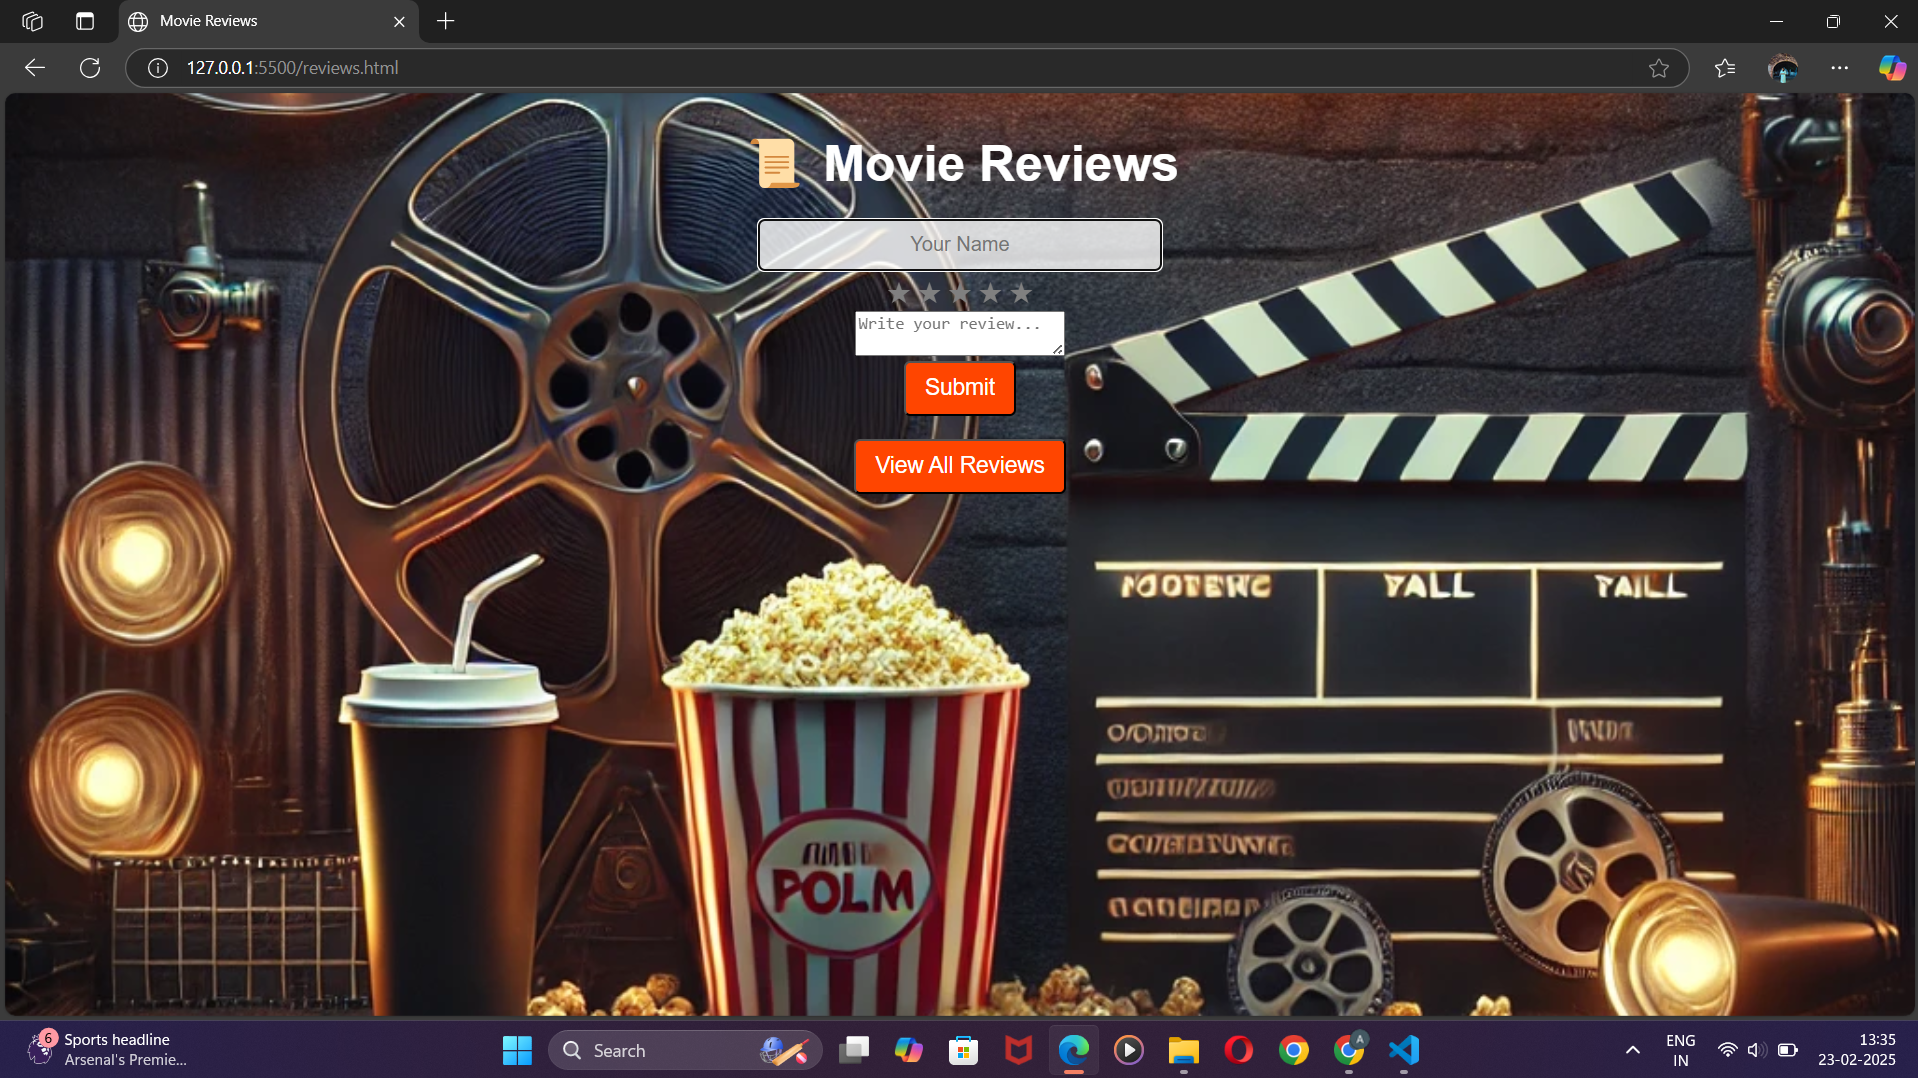 Movie Reviews
127.0.0.1:5500/reviews.html
Movie Reviews
Your Name
Write your review...
Submit
View All Reviews
YALL
TAILL
POLM
6
Sports headline
Arsenal's Premie...
Search
A
ENG
IN
13:35
23-02-2025